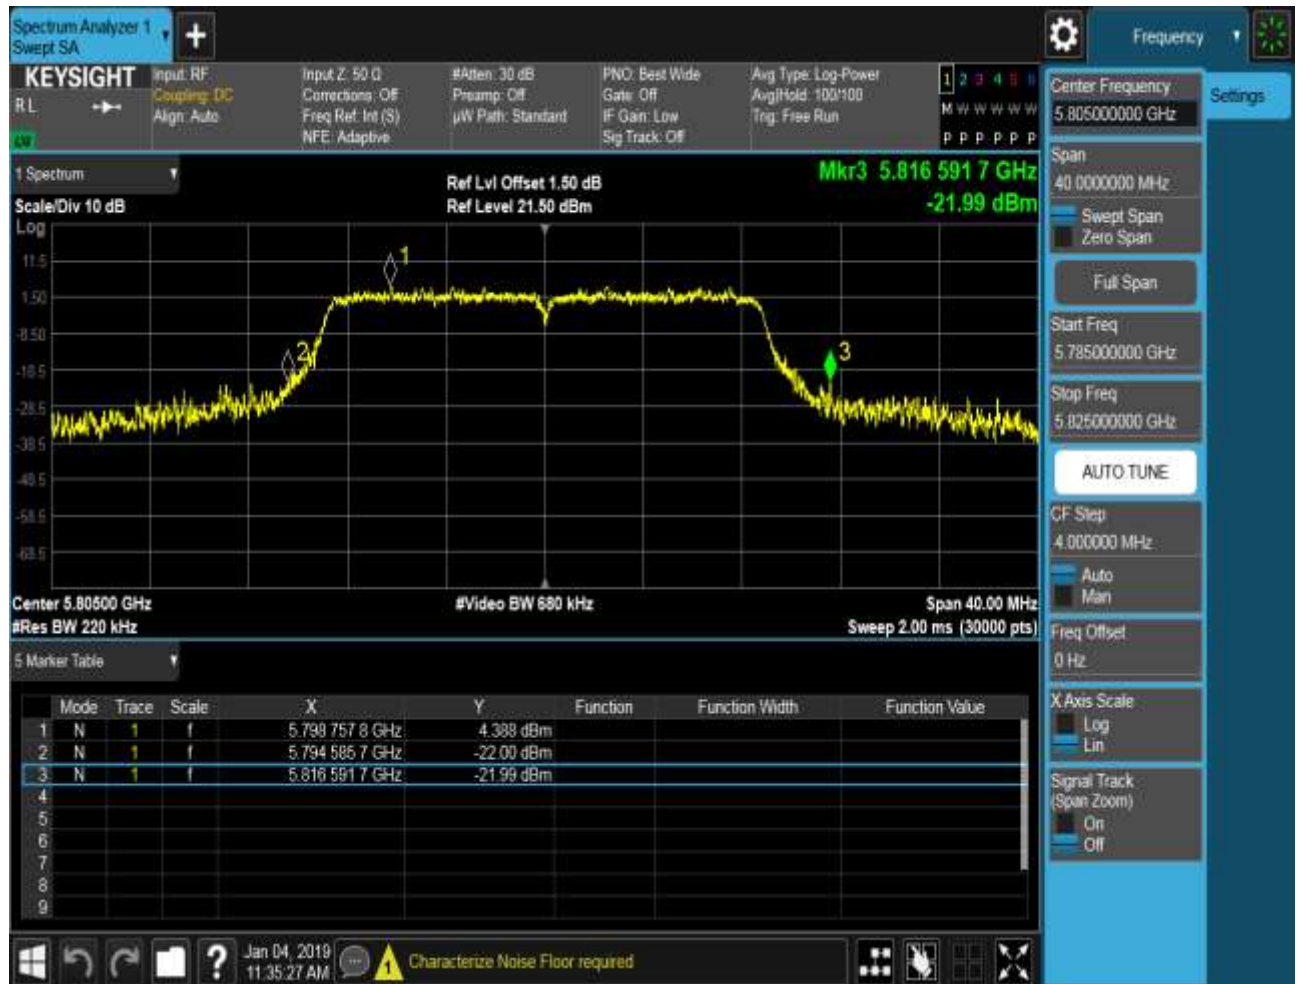 Spectrum Analyzer 1
Swept SA
Frequency
KEYSIGHT
RL
Input: RF
Coupling: DC
Align: Auto
Input Z: 50 Ω
Corrections: Off
Freq Ref: Int (S)
NFE: Adaptive
#Atten: 30 dB
Preamp: Off
µW Path: Standard
PNO: Best Wide
Gate: Off
IF Gain: Low
Sig Track: Off
Avg Type: Log-Power
Avg|Hold: 100/100
Trig: Free Run
1 2 3 4 5 6
M W W W W W
P P P P P P
1 Spectrum
Scale/Div 10 dB
Ref Lvl Offset 1.50 dB
Ref Level 21.50 dBm
Mkr3 5.816 591 7 GHz
-21.99 dBm
Log
11.5
1.50
-8.50
-18.5
-28.5
-38.5
-48.5
-58.5
-68.5
1
2
3
Center 5.80500 GHz
#Video BW 680 kHz
Span 40.00 MHz
#Res BW 220 kHz
Sweep 2.00 ms (30000 pts)
5 Marker Table
Mode Trace Scale X Y Function Function Width Function Value
1 N 1 f 5.798 757 8 GHz 4.388 dBm
2 N 1 f 5.794 585 7 GHz -22.00 dBm
3 N 1 f 5.816 591 7 GHz -21.99 dBm
4
5
6
7
8
9
Jan 04, 2019
11:35:27 AM
Characterize Noise Floor required
Settings
Center Frequency
5.805000000 GHz
Span
40.0000000 MHz
Swept Span
Zero Span
Full Span
Start Freq
5.785000000 GHz
Stop Freq
5.825000000 GHz
AUTO TUNE
CF Step
4.000000 MHz
Auto
Man
Freq Offset
0 Hz
X Axis Scale
Log
Lin
Signal Track
(Span Zoom)
On
Off